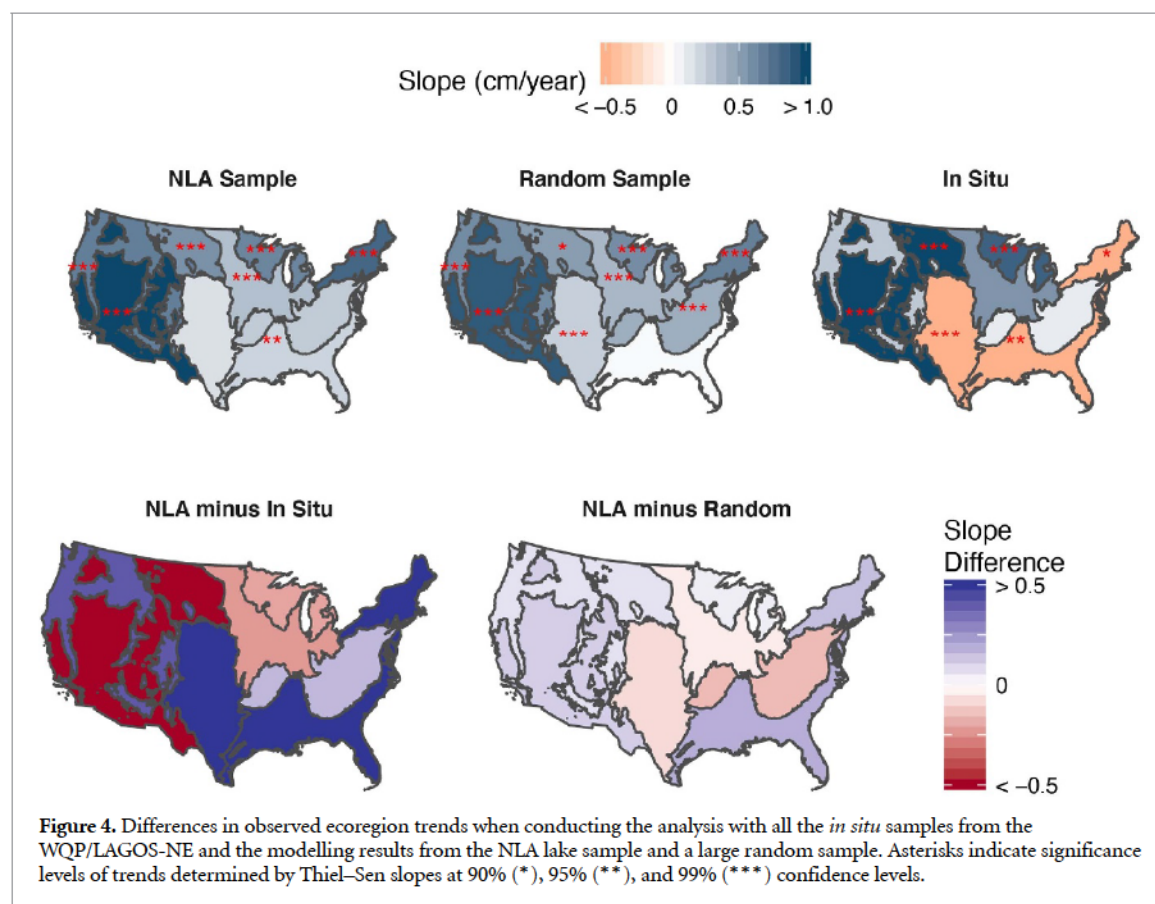 Slope (cm/year)
< −0.5 0 0.5 > 1.0
NLA Sample Random Sample In Situ
*** *** *** *** *** *** **
* *** *** *** *** *** *** ***
*** *** * *** *** **
NLA minus In Situ NLA minus Random
Slope
Difference
> 0.5
0
< −0.5
Figure 4. Differences in observed ecoregion trends when conducting the analysis with all the in situ samples from the
WQP/LAGOS-NE and the modelling results from the NLA lake sample and a large random sample. Asterisks indicate significance
levels of trends determined by Thiel–Sen slopes at 90% (*), 95% (**), and 99% (***) confidence levels.